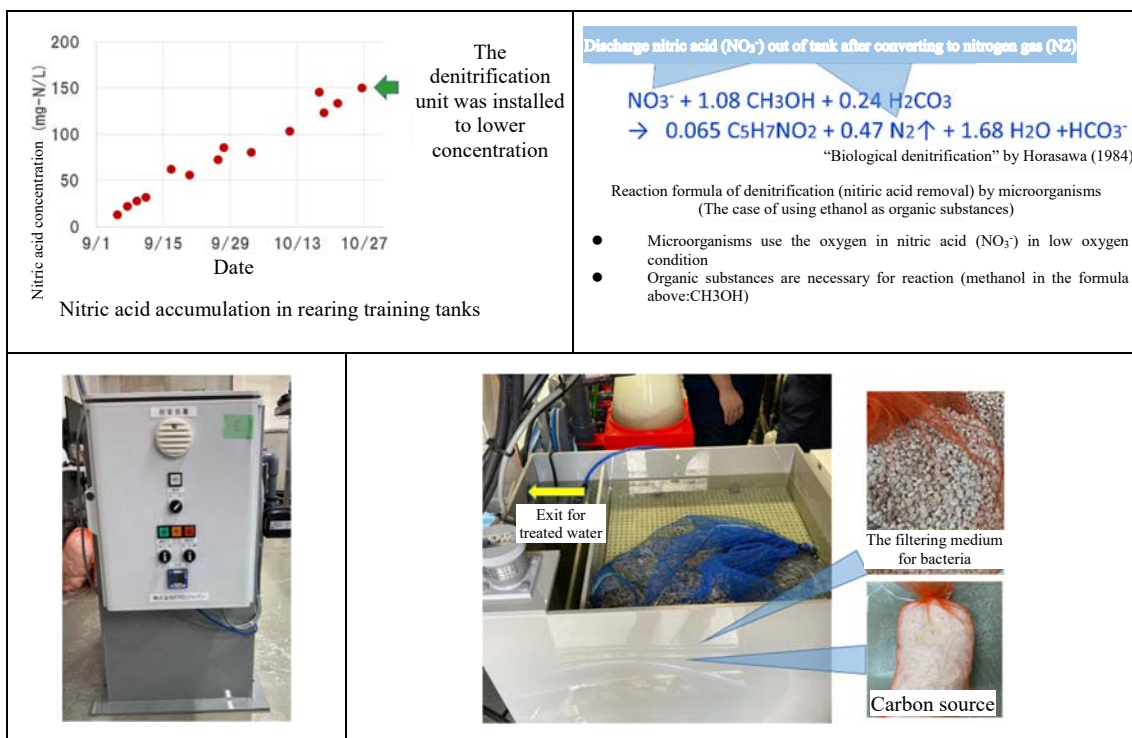 200
150
100
50
0
9/1 9/15 9/29 10/13 10/27
Nitric acid concentration (mg-N/L)
Date
The
denitrification
unit was installed
to lower
concentration
Nitric acid accumulation in rearing training tanks
Discharge nitric acid (NO₃⁻) out of tank after converting to nitrogen gas (N2)
NO₃⁻ + 1.08 CH₃OH + 0.24 H₂CO₃
→ 0.065 C₅H₇NO₂ + 0.47 N₂↑ + 1.68 H₂O +HCO₃⁻
“Biological denitrification” by Horasawa (1984)
Reaction formula of denitrification (nitiric acid removal) by microorganisms
(The case of using ethanol as organic substances)
● Microorganisms use the oxygen in nitric acid (NO₃⁻) in low oxygen
condition
● Organic substances are necessary for reaction (methanol in the formula
above:CH3OH)
6
Exit for
treated water
The filtering medium
for bacteria
Carbon source